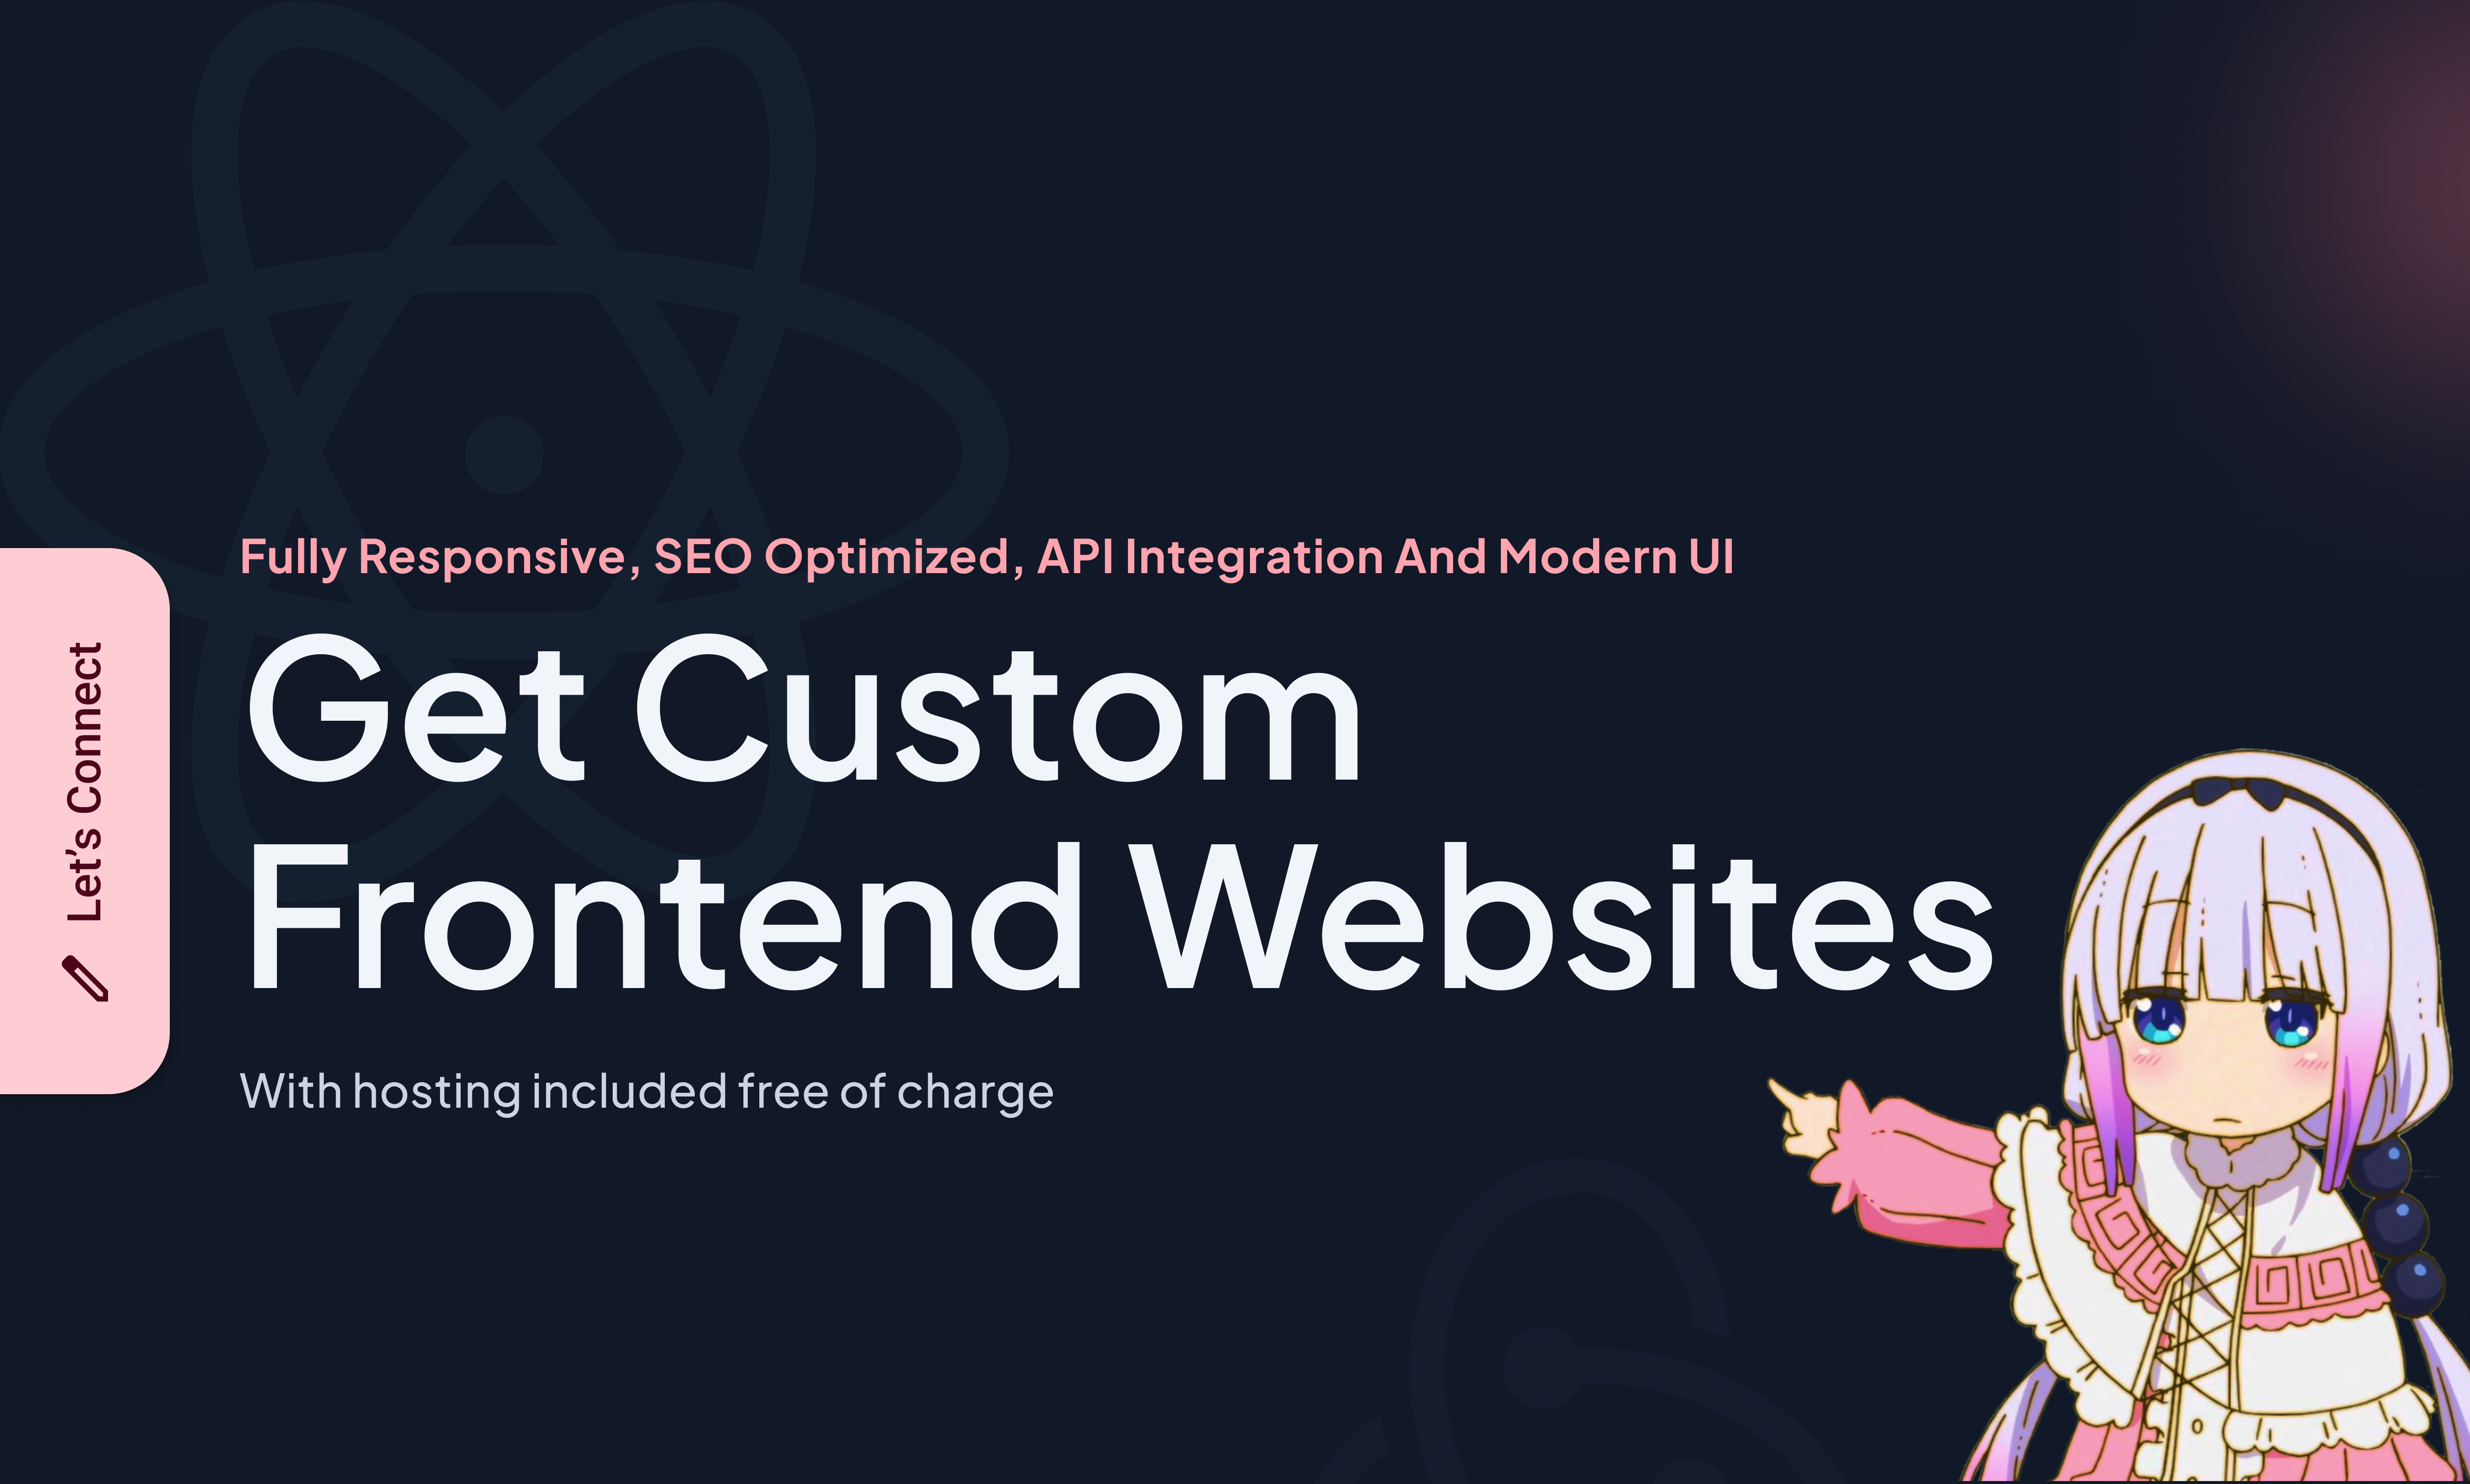 Fully Responsive, SEO Optimized, API Integration And Modern UI
Get Custom
Frontend Websites
With hosting included free of charge
Let's Connect